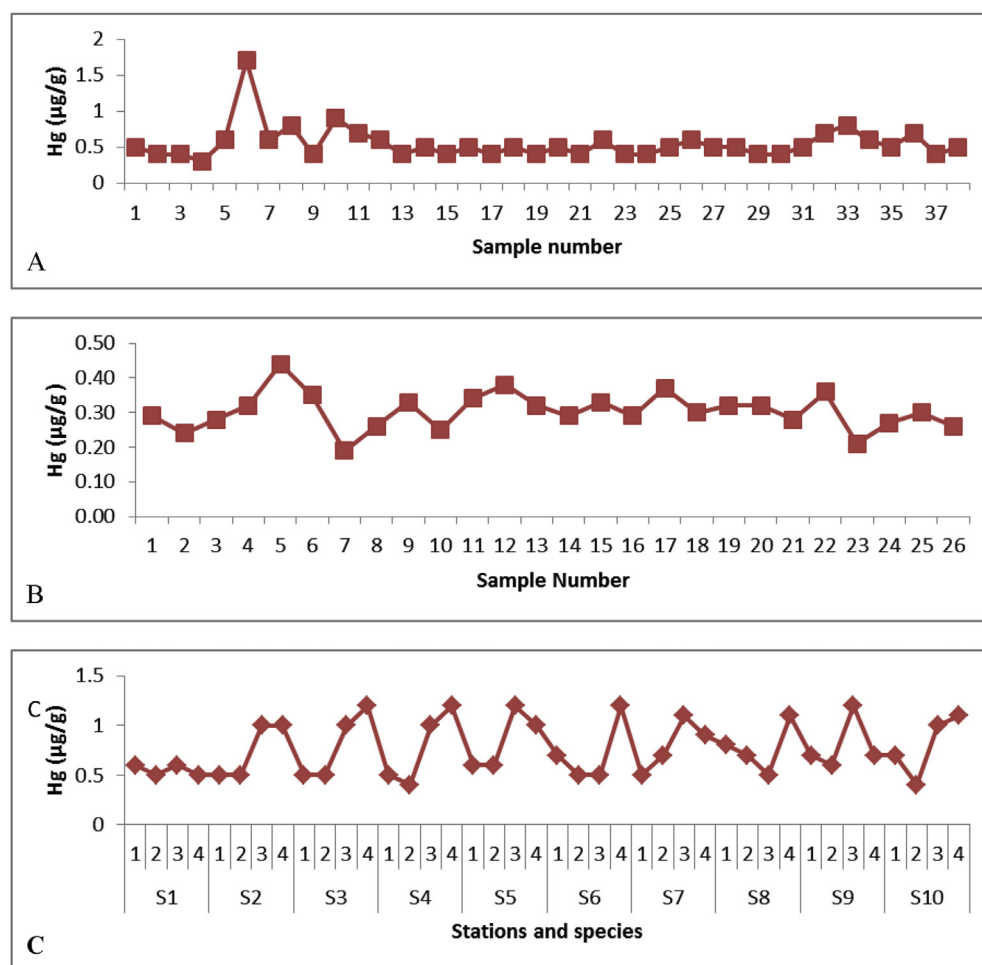 2
1.5
1
0.5
0
Hg (µg/g)
1 3 5 7 9 11 13 15 17 19 21 23 25 27 29 31 33 35 37
Sample number
A
0.50
0.40
0.30
0.20
0.10
0.00
Hg (µg/g)
1 2 3 4 5 6 7 8 9 10 11 12 13 14 15 16 17 18 19 20 21 22 23 24 25 26
Sample Number
B
C
1.5
1
0.5
0
Hg (µg/g)
1 2 3 4 1 2 3 4 1 2 3 4 1 2 3 4 1 2 3 4 1 2 3 4 1 2 3 4 1 2 3 4 1 2 3 4 1 2 3 4
S1 S2 S3 S4 S5 S6 S7 S8 S9 S10
Stations and species
C